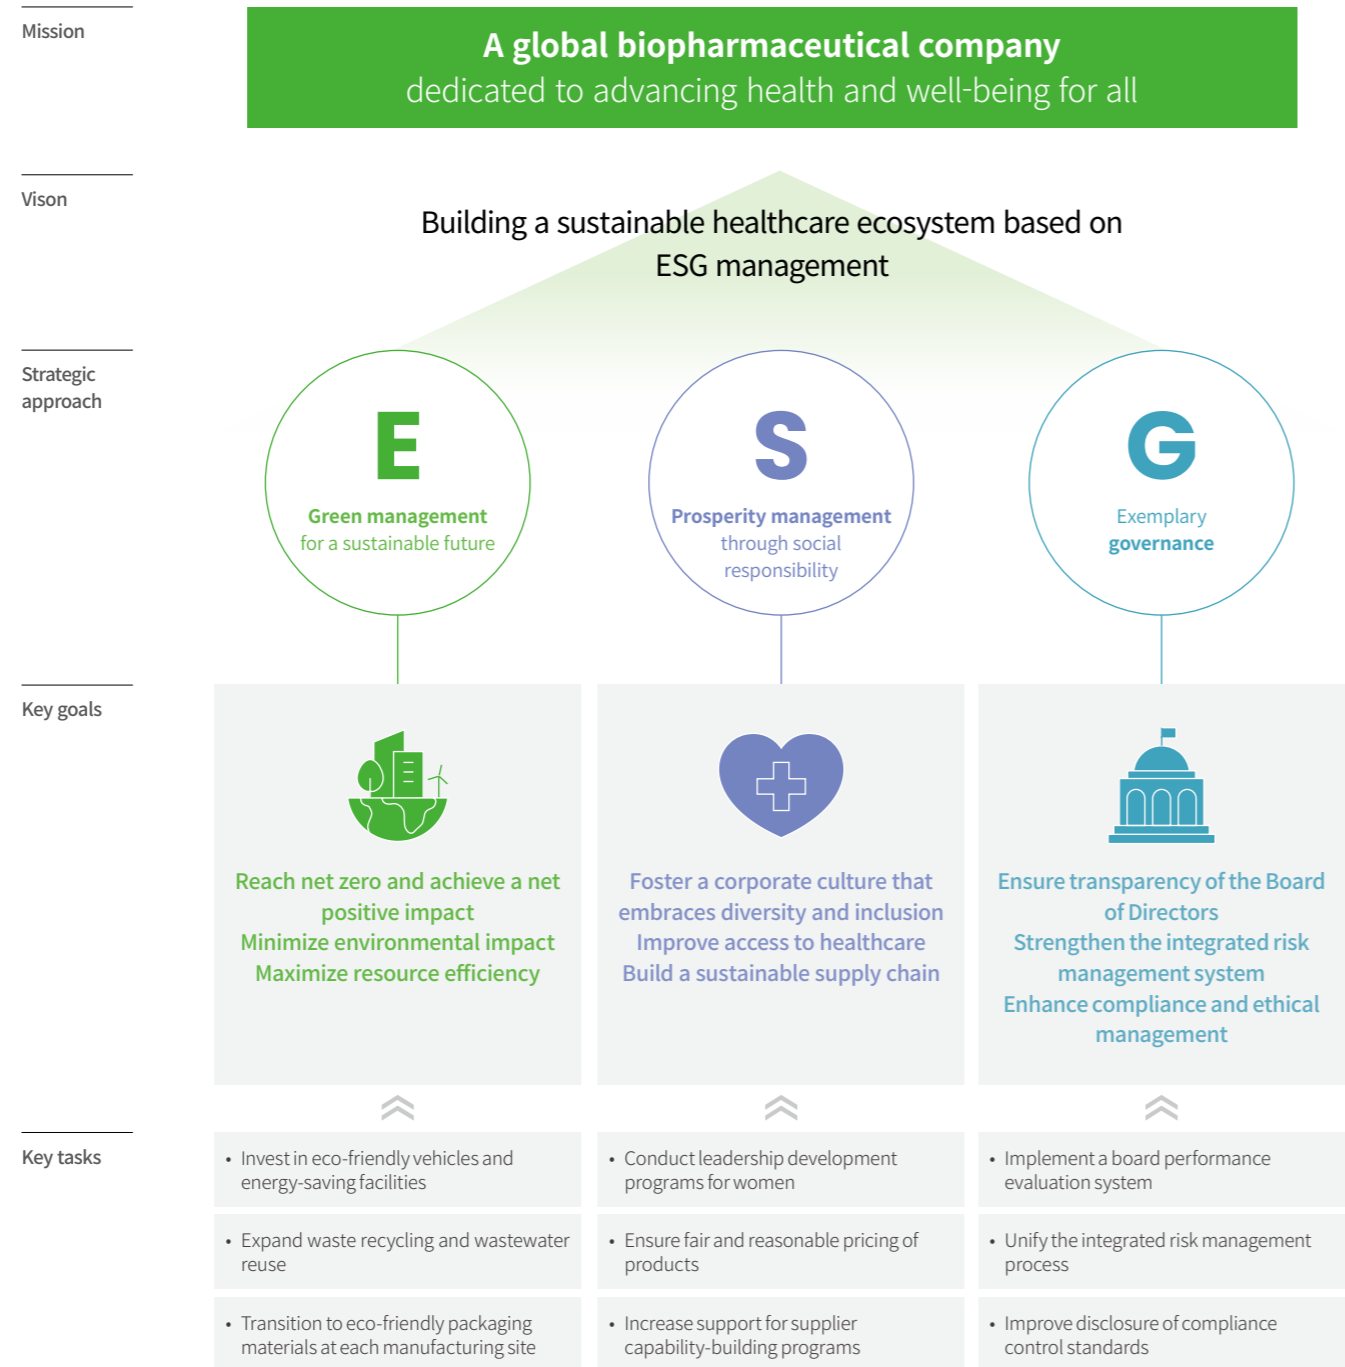 Mission
A global biopharmaceutical company
dedicated to advancing health and well-being for all
Vison
Building a sustainable healthcare ecosystem based on
ESG management
Strategic
approach
E
Green management
for a sustainable future
S
Prosperity management
through social
responsibility
G
Exemplary
governance
Key goals
Reach net zero and achieve a net
positive impact
Minimize environmental impact
Maximize resource efficiency
Foster a corporate culture that
embraces diversity and inclusion
Improve access to healthcare
Build a sustainable supply chain
Ensure transparency of the Board
of Directors
Strengthen the integrated risk
management system
Enhance compliance and ethical
management
Key tasks
• Invest in eco-friendly vehicles and
energy-saving facilities
• Expand waste recycling and wastewater
reuse
• Transition to eco-friendly packaging
materials at each manufacturing site
• Conduct leadership development
programs for women
• Ensure fair and reasonable pricing of
products
• Increase support for supplier
capability-building programs
• Implement a board performance
evaluation system
• Unify the integrated risk management
process
• Improve disclosure of compliance
control standards